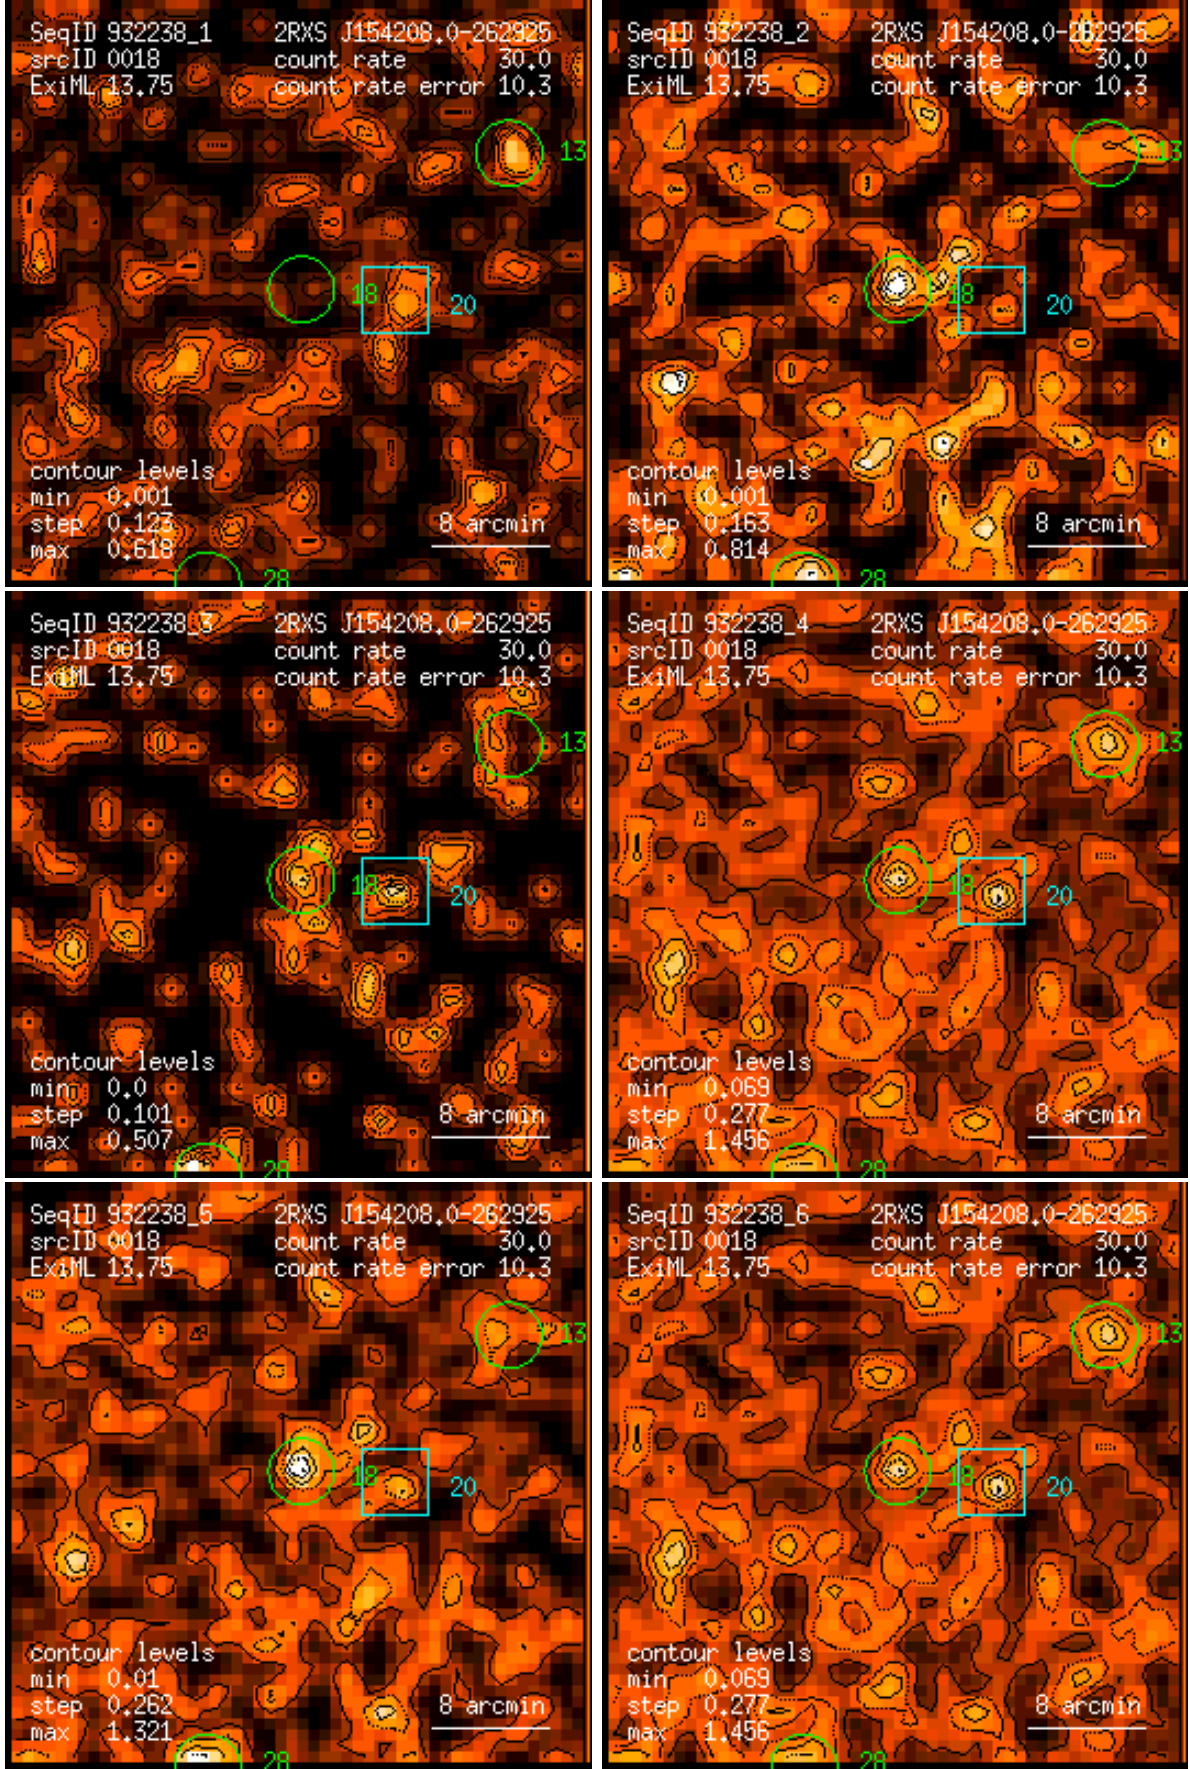 SeqID 932238_1 2RXS J154208.0-262925
srcID 0018 count rate 30.0
ExiML 13.75 count rate error 10.3
13
18
20
contour levels
min 0.001
step 0.123 8 arcmin
max 0.618
28
SeqID 932238_2 2RXS J154208.0-262925
srcID 0018 count rate 30.0
ExiML 13.75 count rate error 10.3
13
18
20
contour levels
min 0.001
step 0.163 8 arcmin
max 0.814
28
SeqID 932238_3 2RXS J154208.0-262925
srcID 0018 count rate 30.0
ExiML 13.75 count rate error 10.3
13
18
20
contour levels
min 0.0
step 0.101 8 arcmin
max 0.507
28
SeqID 932238_4 2RXS J154208.0-262925
srcID 0018 count rate 30.0
ExiML 13.75 count rate error 10.3
13
18
20
contour levels
min 0.069
step 0.277 8 arcmin
max 1.456
28
SeqID 932238_5 2RXS J154208.0-262925
srcID 0018 count rate 30.0
ExiML 13.75 count rate error 10.3
13
18
20
contour levels
min 0.01
step 0.262 8 arcmin
max 1.321
28
SeqID 932238_6 2RXS J154208.0-262925
srcID 0018 count rate 30.0
ExiML 13.75 count rate error 10.3
13
18
20
contour levels
min 0.069
step 0.277 8 arcmin
max 1.456
28